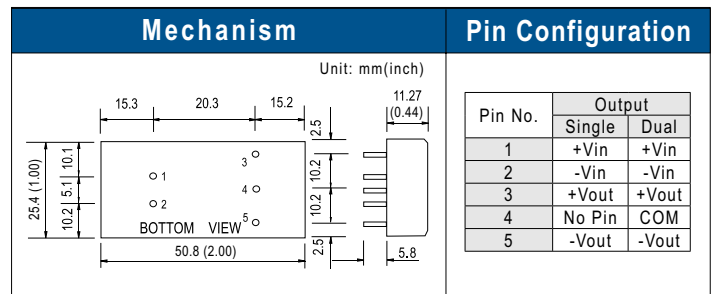 Mechanism
Pin Configuration
Unit: mm(inch)
15.3
20.3
15.2
11.27
(0.44)
2.5
25.4 (1.00)
10.1
5.1
10.2
1
2
3
4
5
10.2
10.2
2.5
BOTTOM VIEW
50.8 (2.00)
5.8
Pin No.
Output
Single Dual
1 +Vin +Vin
2 -Vin -Vin
3 +Vout +Vout
4 No Pin COM
5 -Vout -Vout